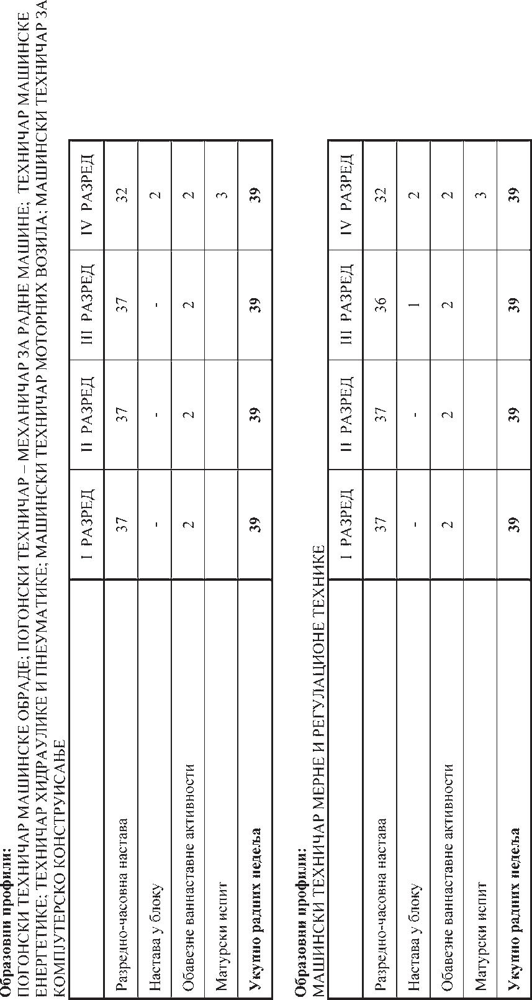 Образовни профили:
ПОГОНСКИ ТЕХНИЧАР МАШИНСКЕ ОБРАДЕ; ПОГОНСКИ ТЕХНИЧАР – МЕХАНИЧАР ЗА РАДНЕ МАШИНЕ; ТЕХНИЧАР МАШИНСКЕ
ЕНЕРГЕТИКЕ; ТЕХНИЧАР ХИДРАУЛИКЕ И ПНЕУМАТИКЕ; МАШИНСКИ ТЕХНИЧАР МОТОРНИХ ВОЗИЛА; МАШИНСКИ ТЕХНИЧАР ЗА
КОМПЈУТЕРСКО КОНСТРУИСАЊЕ
I РАЗРЕД II РАЗРЕД III РАЗРЕД IV РАЗРЕД
Разредно-часовна настава 37 37 37 32
Настава у блоку - - - 2
Обавезне ваннаставне активности 2 2 2 2
Матурски испит 3
Укупно радних недеља 39 39 39 39
Образовни профили:
МАШИНСКИ ТЕХНИЧАР МЕРНЕ И РЕГУЛАЦИОНЕ ТЕХНИКЕ
I РАЗРЕД II РАЗРЕД III РАЗРЕД IV РАЗРЕД
Разредно-часовна настава 37 37 36 32
Настава у блоку - - 1 2
Обавезне ваннаставне активности 2 2 2 2
Матурски испит 3
Укупно радних недеља 39 39 39 39